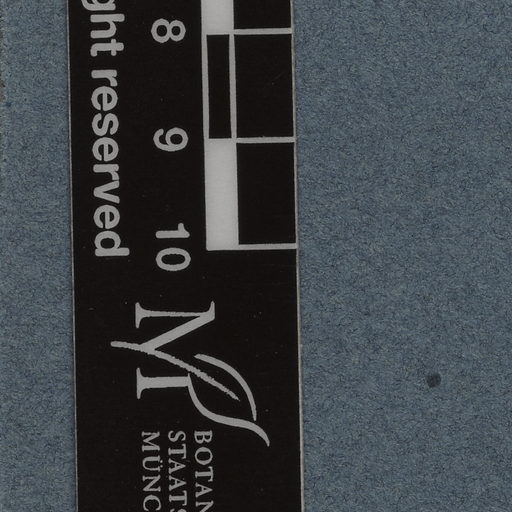 8
9
10
ght reserved
M
BOTAN
STAATS
MÜNC